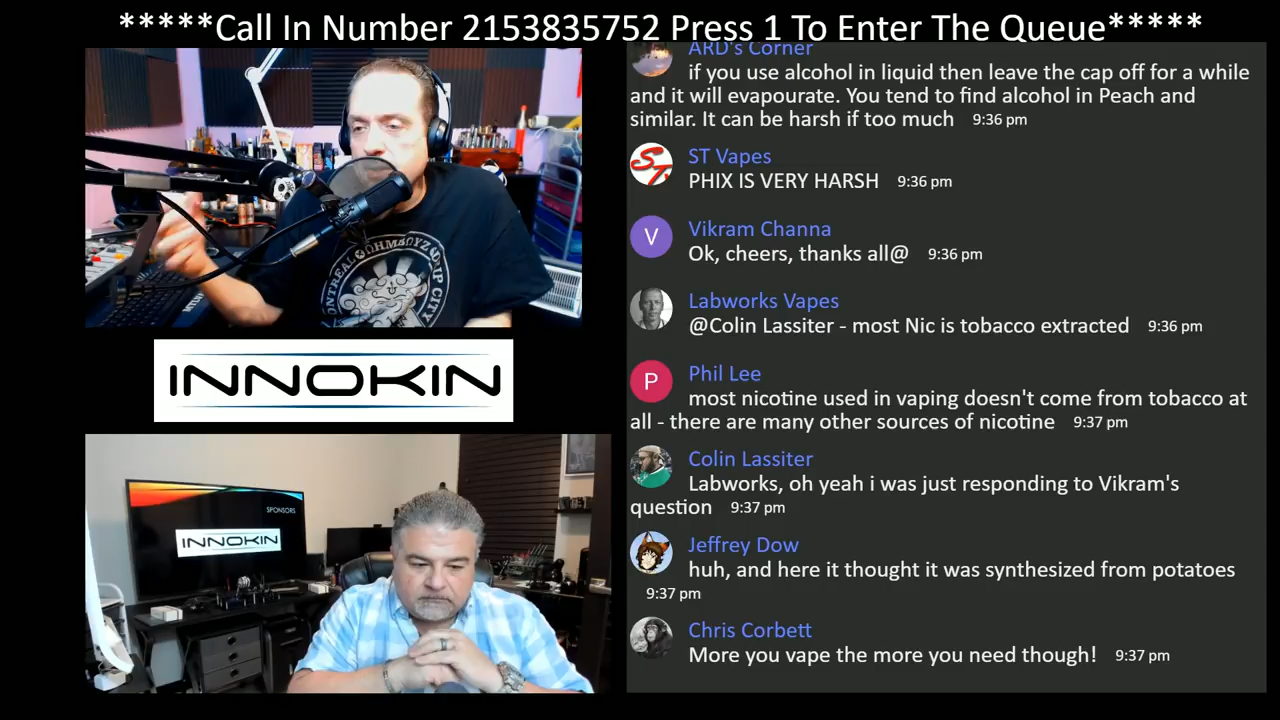 *****Call In Number 2153835752 Press 1 To Enter The Queue*****
ARD's Corner
if you use alcohol in liquid then leave the cap off for a while
and it will evapourate. You tend to find alcohol in Peach and
similar. It can be harsh if too much 9:36 pm
ST
ST Vapes
PHIX IS VERY HARSH 9:36 pm
V
Vikram Channa
Ok, cheers, thanks all@ 9:36 pm
Labworks Vapes
@Colin Lassiter - most Nic is tobacco extracted 9:36 pm
P
Phil Lee
most nicotine used in vaping doesn't come from tobacco at
all - there are many other sources of nicotine 9:37 pm
Colin Lassiter
Labworks, oh yeah i was just responding to Vikram's
question 9:37 pm
Jeffrey Dow
huh, and here it thought it was synthesized from potatoes
9:37 pm
Chris Corbett
More you vape the more you need though! 9:37 pm
OHMBOYZ
DRIP CITY
INNOKIN
SPONSORS
INNOKIN